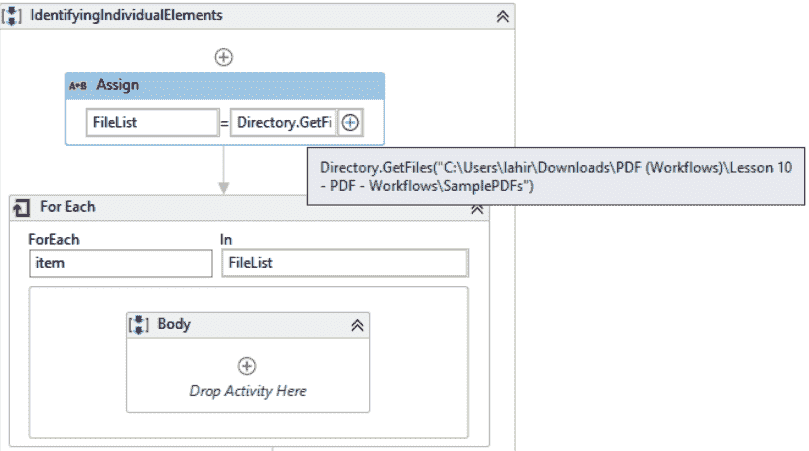 IdentifyingIndividualElements
A+B Assign
FileList = Directory.GetFi
Directory.GetFiles("C:\Users\lahir\Downloads\PDF (Workflows)\Lesson 10
- PDF - Workflows\SamplePDFs")
For Each
ForEach In
item FileList
Body
Drop Activity Here